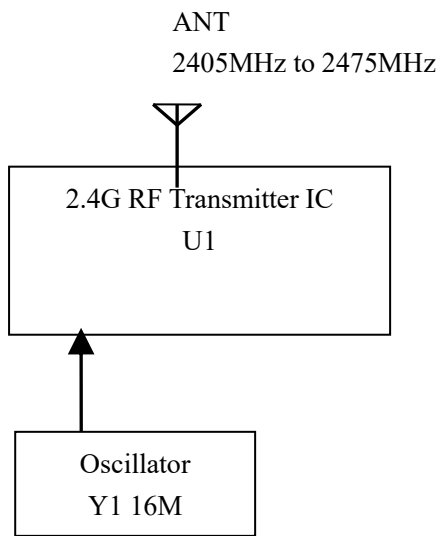 ANT
2405MHz to 2475MHz
2.4G RF Transmitter IC
U1
Oscillator
Y1 16M